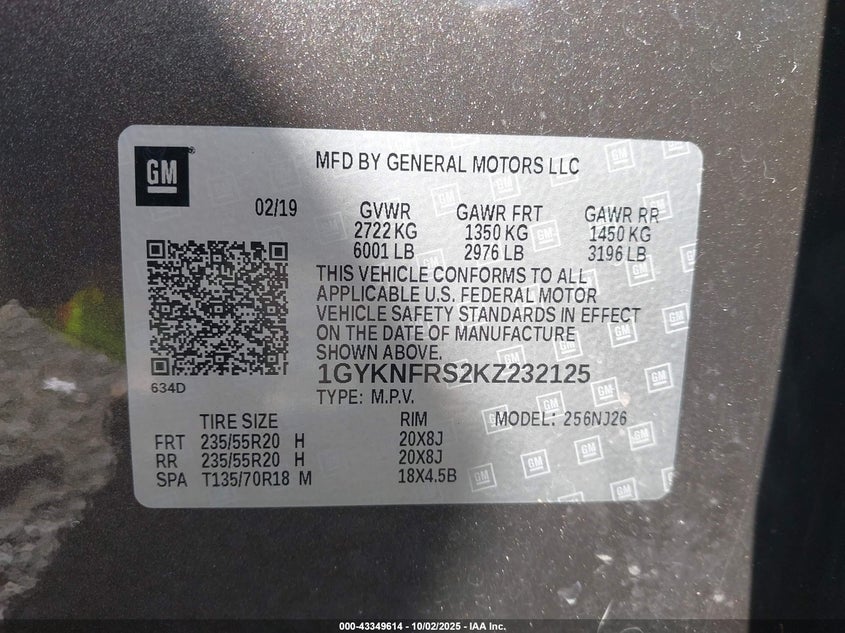 GM
MFD BY GENERAL MOTORS LLC
02/19 GVWR GAWR FRT GAWR RR
2722 KG 1350 KG 1450 KG
6001 LB 2976 LB 3196 LB
THIS VEHICLE CONFORMS TO ALL
APPLICABLE U.S. FEDERAL MOTOR
VEHICLE SAFETY STANDARDS IN EFFECT
ON THE DATE OF MANUFACTURE
SHOWN ABOVE.
634D
1GYKNFRS2KZ232125
TYPE: M.P.V.
TIRE SIZE RIM MODEL: 256NJ26
FRT 235/55R20 H 20X8J
RR 235/55R20 H 20X8J
SPA T135/70R18 M 18X4.5B
000-43349614 - 10/02/2025 - IAA Inc.